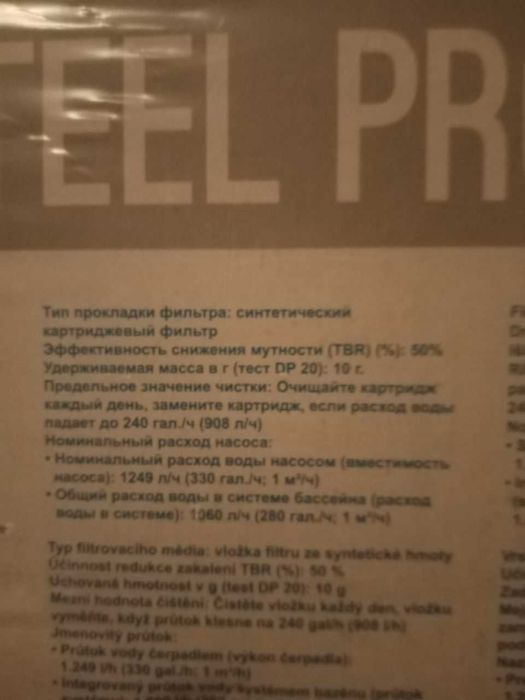 TEEL PR
Тип прокладки фильтра: синтетический
картриджевый фильтр
Эффективность снижения мутности (TBR) (%): 50%
Удерживаемая масса в г (тест DP 20): 10 г.
Предельное значение чистки: Очищайте картридж
каждый день, замените картридж, если расход воды
падает до 240 гал./ч (908 л/ч)
Номинальный расход насоса:
• Номинальный расход воды насосом (вместимость
насоса): 1249 л/ч (330 гал./ч; 1 м³/ч)
• Общий расход воды в системе бассейна (расход
воды в системе): 1060 л/ч (280 гал./ч; 1 м³/ч)
Typ filtrovacího média: vložka filtru ze syntetické hmoty
Účinnost redukce zakalení TBR (%): 50 %
Uchovaná hmotnost v g (test DP 20): 10 g
Mezní hodnota čištění: Čistěte vložku každý den, vložku
vyměňte, když průtok klesne na 240 gal/h (908 l/h)
Jmenovitý průtok:
• Průtok vody čerpadlem (výkon čerpadla):
1.249 l/h (330 gal./h; 1 m³/h)
• Integrovaný průtok vody systémem bazénu (průtok